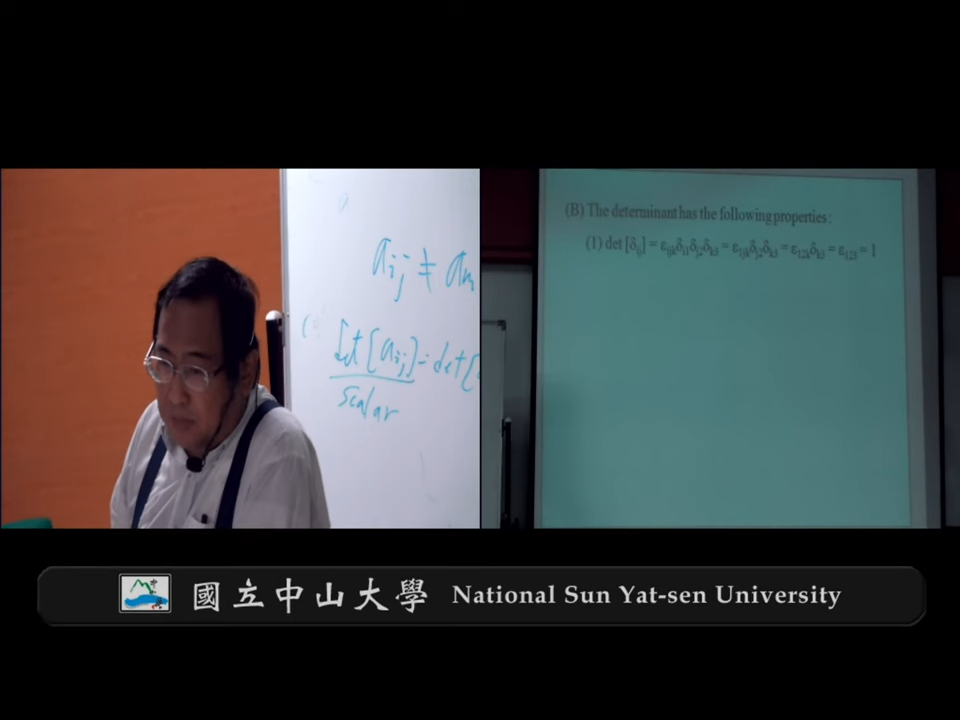 aij ≠ am
det [aij] = det [
scalar
(B) The determinant has the following properties :
(1) det [δij] = εijkδi1δj2δk3 = ε1jkδj2δk3 = ε12kδk3 = ε123 = 1
國立中山大學 National Sun Yat-sen University